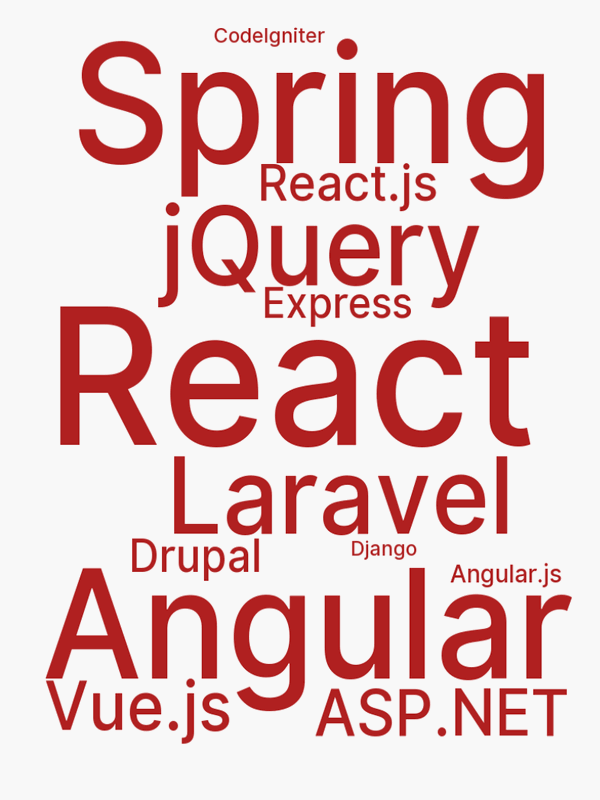 CodeIgniter
Spring
React.js
jQuery
Express
React
Laravel
Drupal
Django
Angular.js
Angular
Vue.js
ASP.NET